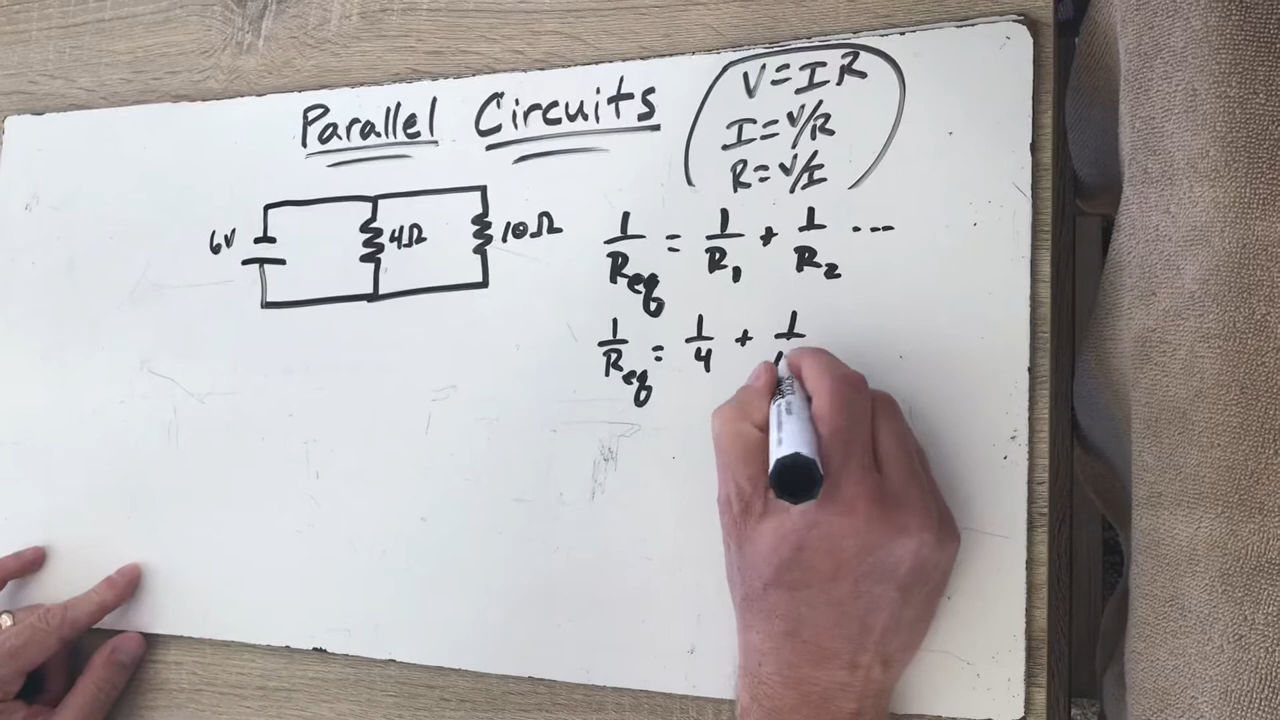 Parallel Circuits
V=IR
I=V/R
R=V/I
6V
4Ω
10Ω
1/Req = 1/R1 + 1/R2 ...
1/Req = 1/4 + 1/